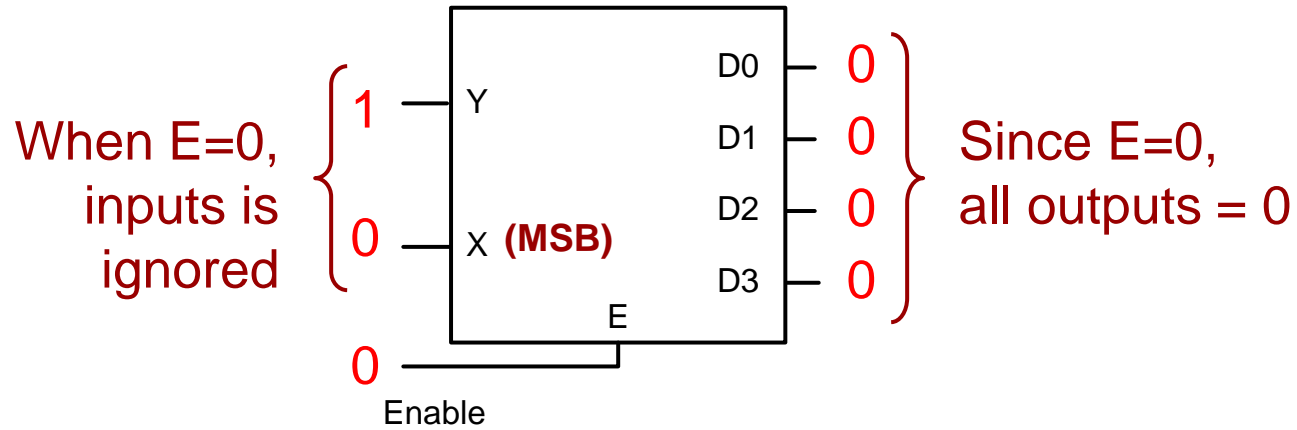 When E=0,
inputs is
ignored
1
0
0
Enable
Y
X (MSB)
E
D0
D1
D2
D3
0
0
0
0
Since E=0,
all outputs = 0